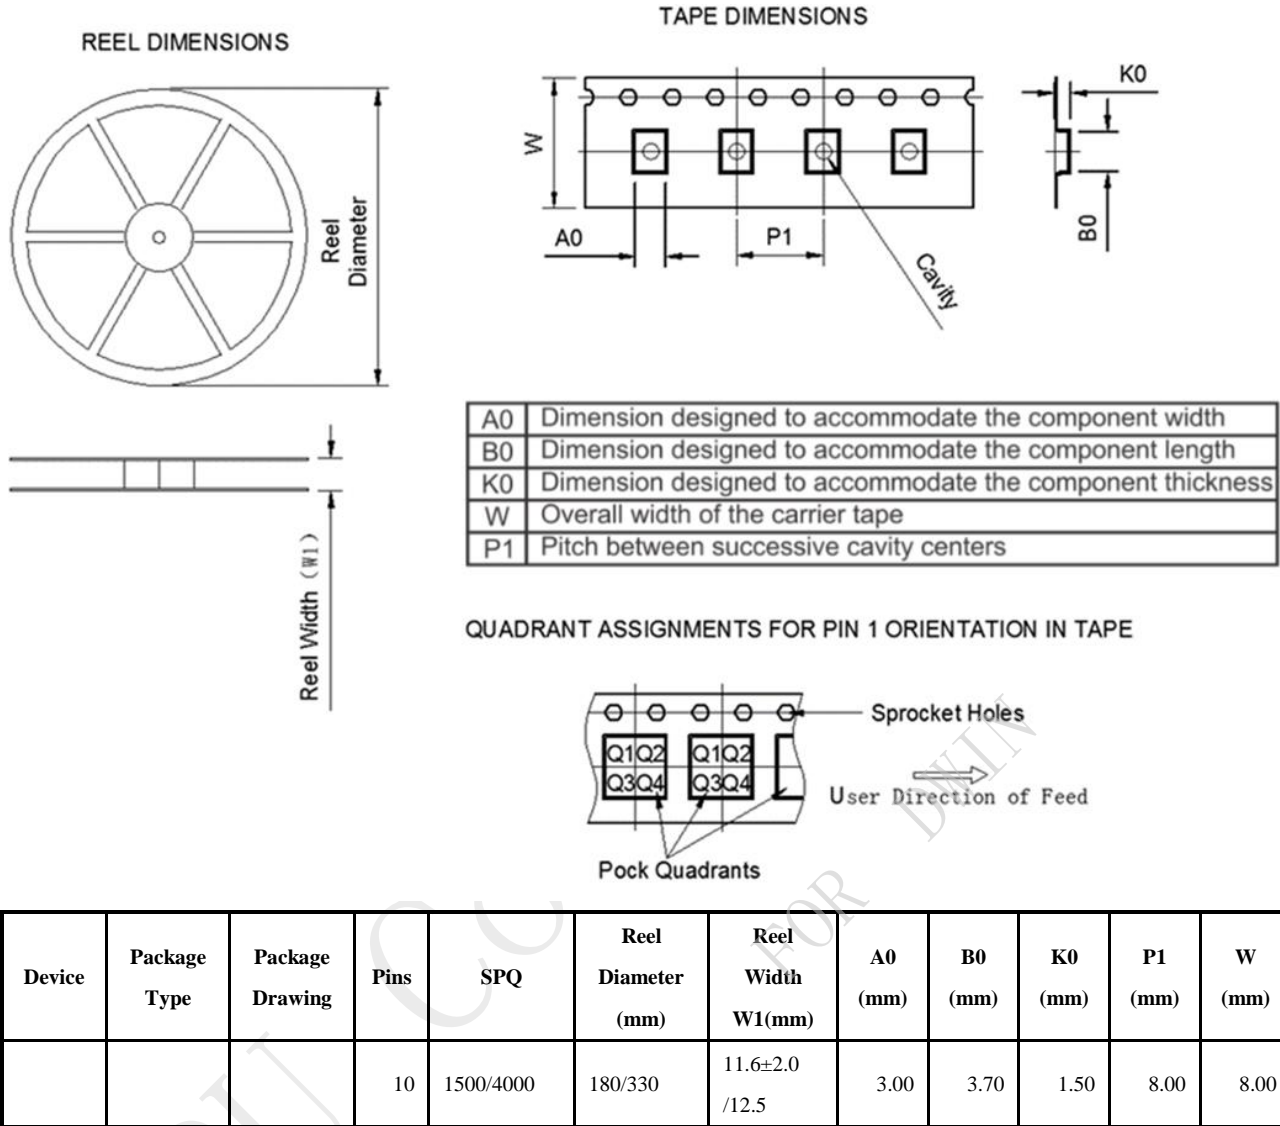 REEL DIMENSIONS
Reel
Diameter
Reel Width (W1)
TAPE DIMENSIONS
W
A0
P1
Cavity
K0
B0
A0 Dimension designed to accommodate the component width
B0 Dimension designed to accommodate the component length
K0 Dimension designed to accommodate the component thickness
W Overall width of the carrier tape
P1 Pitch between successive cavity centers
QUADRANT ASSIGNMENTS FOR PIN 1 ORIENTATION IN TAPE
Sprocket Holes
Q1 Q2 Q1 Q2
Q3 Q4 Q3 Q4
User Direction of Feed
Pock Quadrants
FOR DWIN
Device Package Type Package Drawing Pins SPQ Reel Diameter (mm) Reel Width W1(mm) A0 (mm) B0 (mm) K0 (mm) P1 (mm) W (mm)
10 1500/4000 180/330 11.6±2.0 /12.5 3.00 3.70 1.50 8.00 8.00